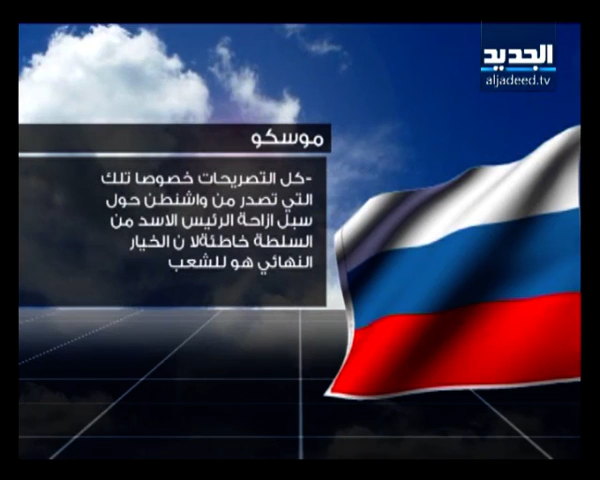 الجديد
aljadeed.tv
موسكو
-كل التصريحات خصوصا تلك
التي تصدر من واشنطن حول
سبل ازاحة الرئيس الاسد من
السلطة خاطئةلا ن الخيار
النهائي هو للشعب